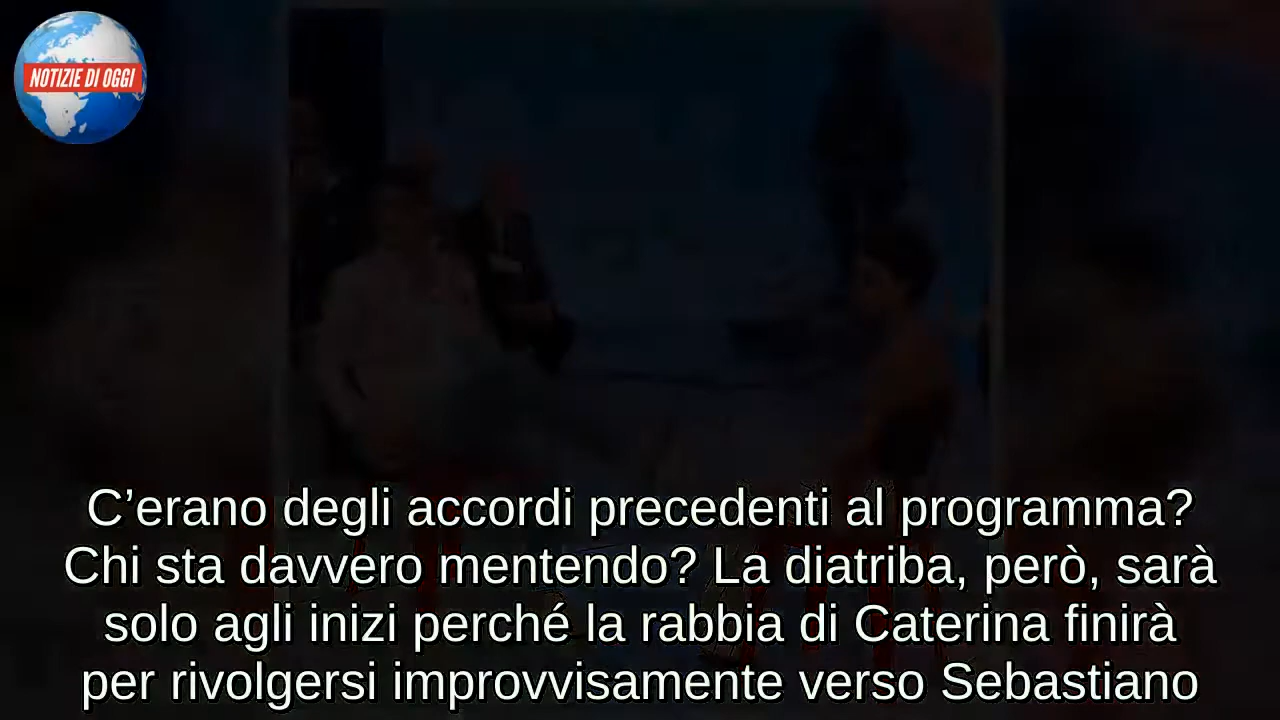 NOTIZIE DI OGGI
C’erano degli accordi precedenti al programma?
Chi sta davvero mentendo? La diatriba, però, sarà
solo agli inizi perché la rabbia di Caterina finirà
per rivolgersi improvvisamente verso Sebastiano